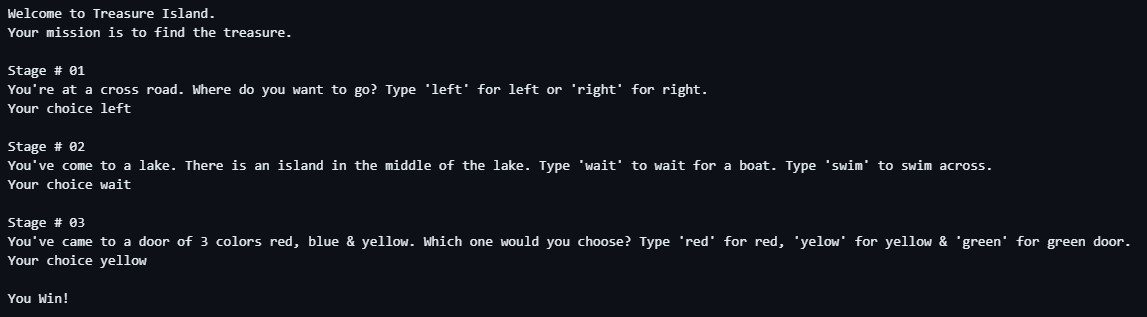 Welcome to Treasure Island.
Your mission is to find the treasure.
Stage # 01
You're at a cross road. Where do you want to go? Type 'left' for left or 'right' for right.
Your choice left
Stage # 02
You've come to a lake. There is an island in the middle of the lake. Type 'wait' to wait for a boat. Type 'swim' to swim across.
Your choice wait
Stage # 03
You've came to a door of 3 colors red, blue & yellow. Which one would you choose? Type 'red' for red, 'yelow' for yellow & 'green' for green door.
Your choice yellow
You Win!